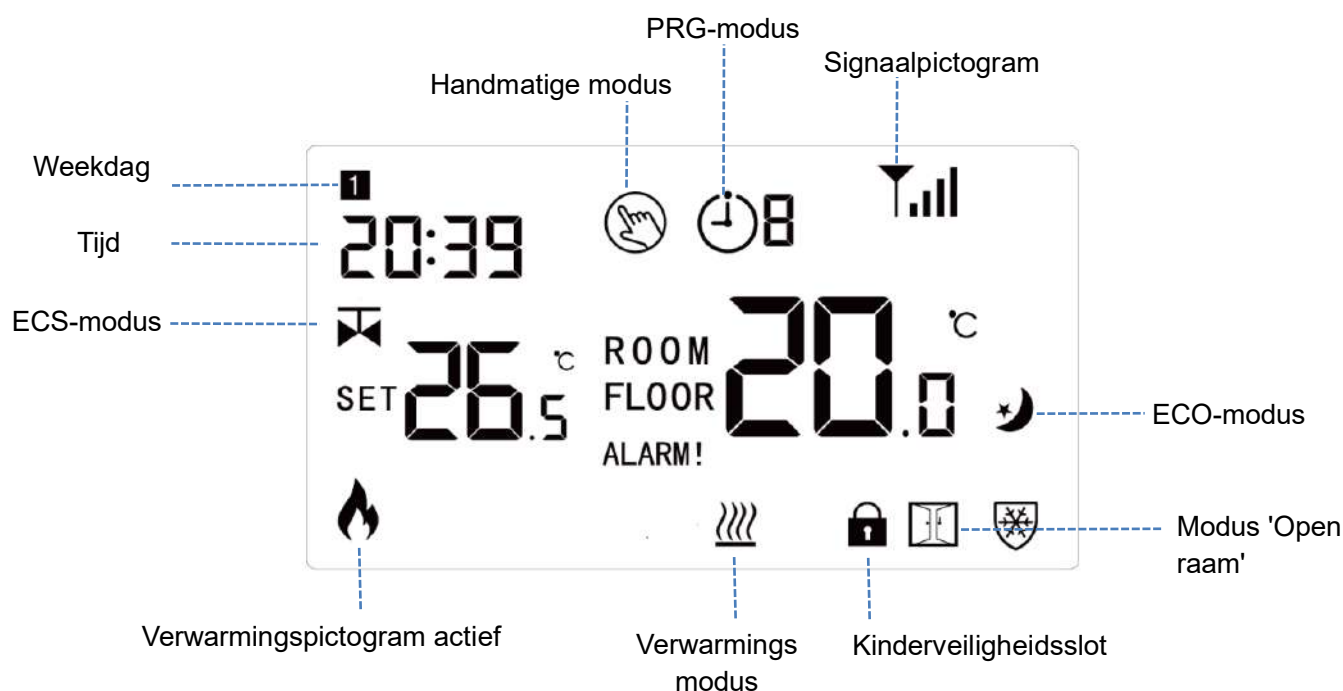 PRG-modus
Signaalpictogram
Handmatige modus
Weekdag
1
Tijd
20:39
8
ECS-modus
SET 26.5 °C
ROOM
FLOOR
20.0 °C
ALARM!
ECO-modus
Modus 'Open
raam'
Verwarmingspictogram actief
Verwarmings
modus
Kinderveiligheidsslot